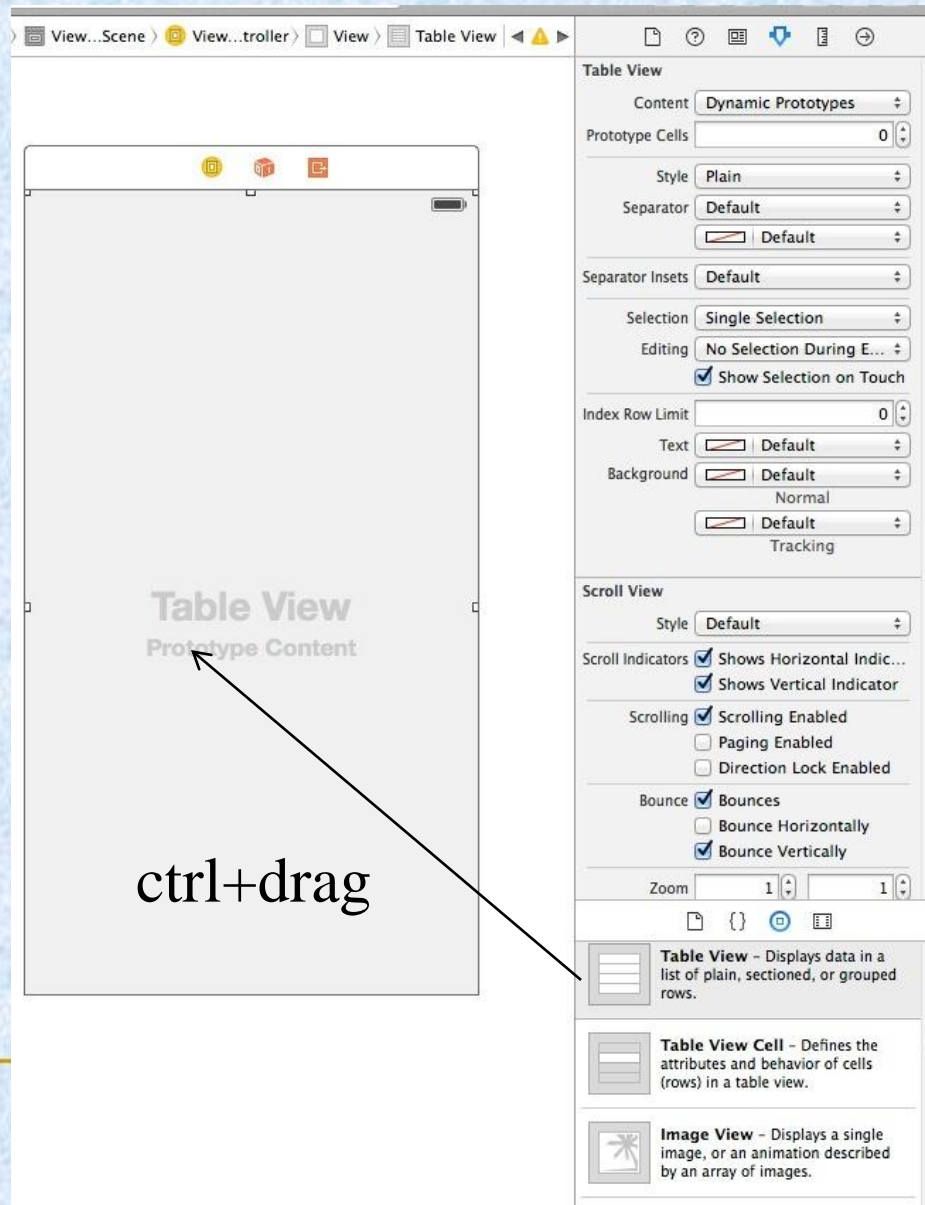 View...Scene 〉 View...troller 〉 View 〉 Table View
Table View
Content Dynamic Prototypes
Prototype Cells 0
Style Plain
Separator Default
Default
Separator Insets Default
Selection Single Selection
Editing No Selection During E...
Show Selection on Touch
Index Row Limit 0
Text Default
Background Default
Normal
Default
Tracking
Scroll View
Style Default
Scroll Indicators Shows Horizontal Indic...
Shows Vertical Indicator
Scrolling Scrolling Enabled
Paging Enabled
Direction Lock Enabled
Bounce Bounces
Bounce Horizontally
Bounce Vertically
Zoom 1 1
{}
Table View – Displays data in a
list of plain, sectioned, or grouped
rows.
Table View Cell – Defines the
attributes and behavior of cells
(rows) in a table view.
Image View – Displays a single
image, or an animation described
by an array of images.
Table View
Prototype Content
ctrl+drag